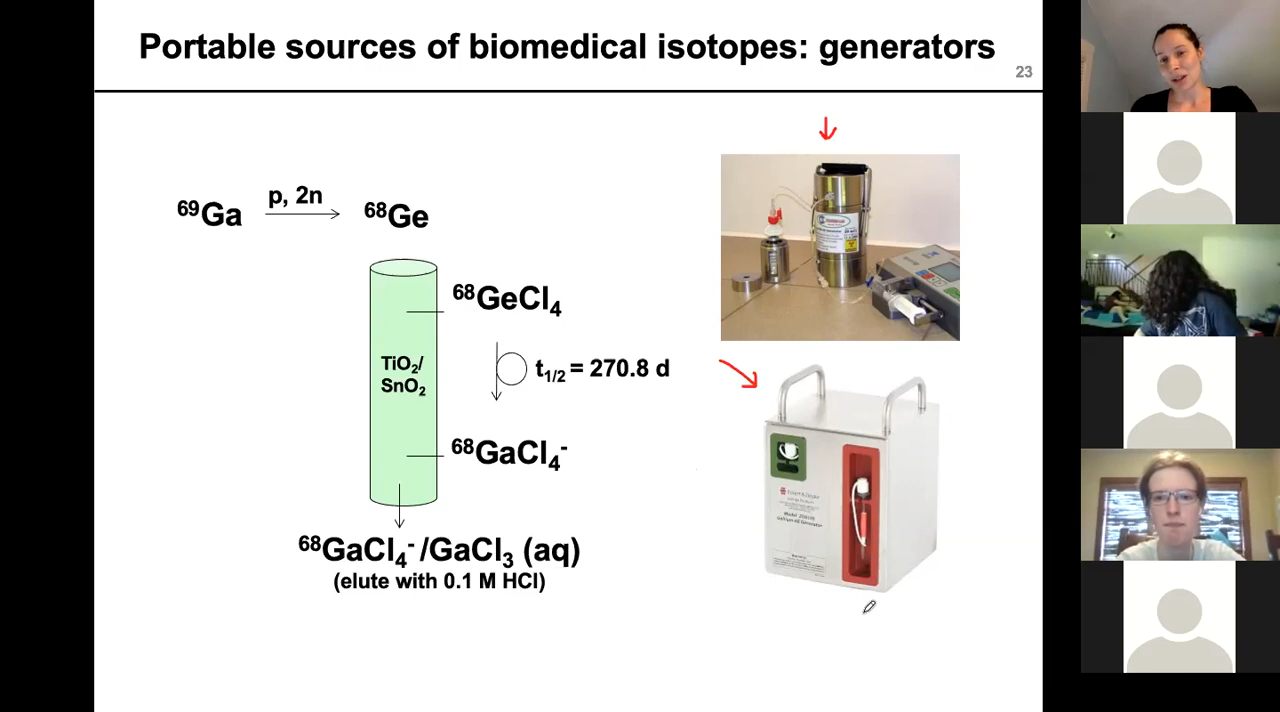 Portable sources of biomedical isotopes: generators
23
⁶⁹Ga
p, 2n
⁶⁸Ge
⁶⁸GeCl₄
TiO₂/
SnO₂
t₁/₂ = 270.8 d
⁶⁸GaCl₄⁻
⁶⁸GaCl₄⁻/GaCl₃ (aq)
(elute with 0.1 M HCl)